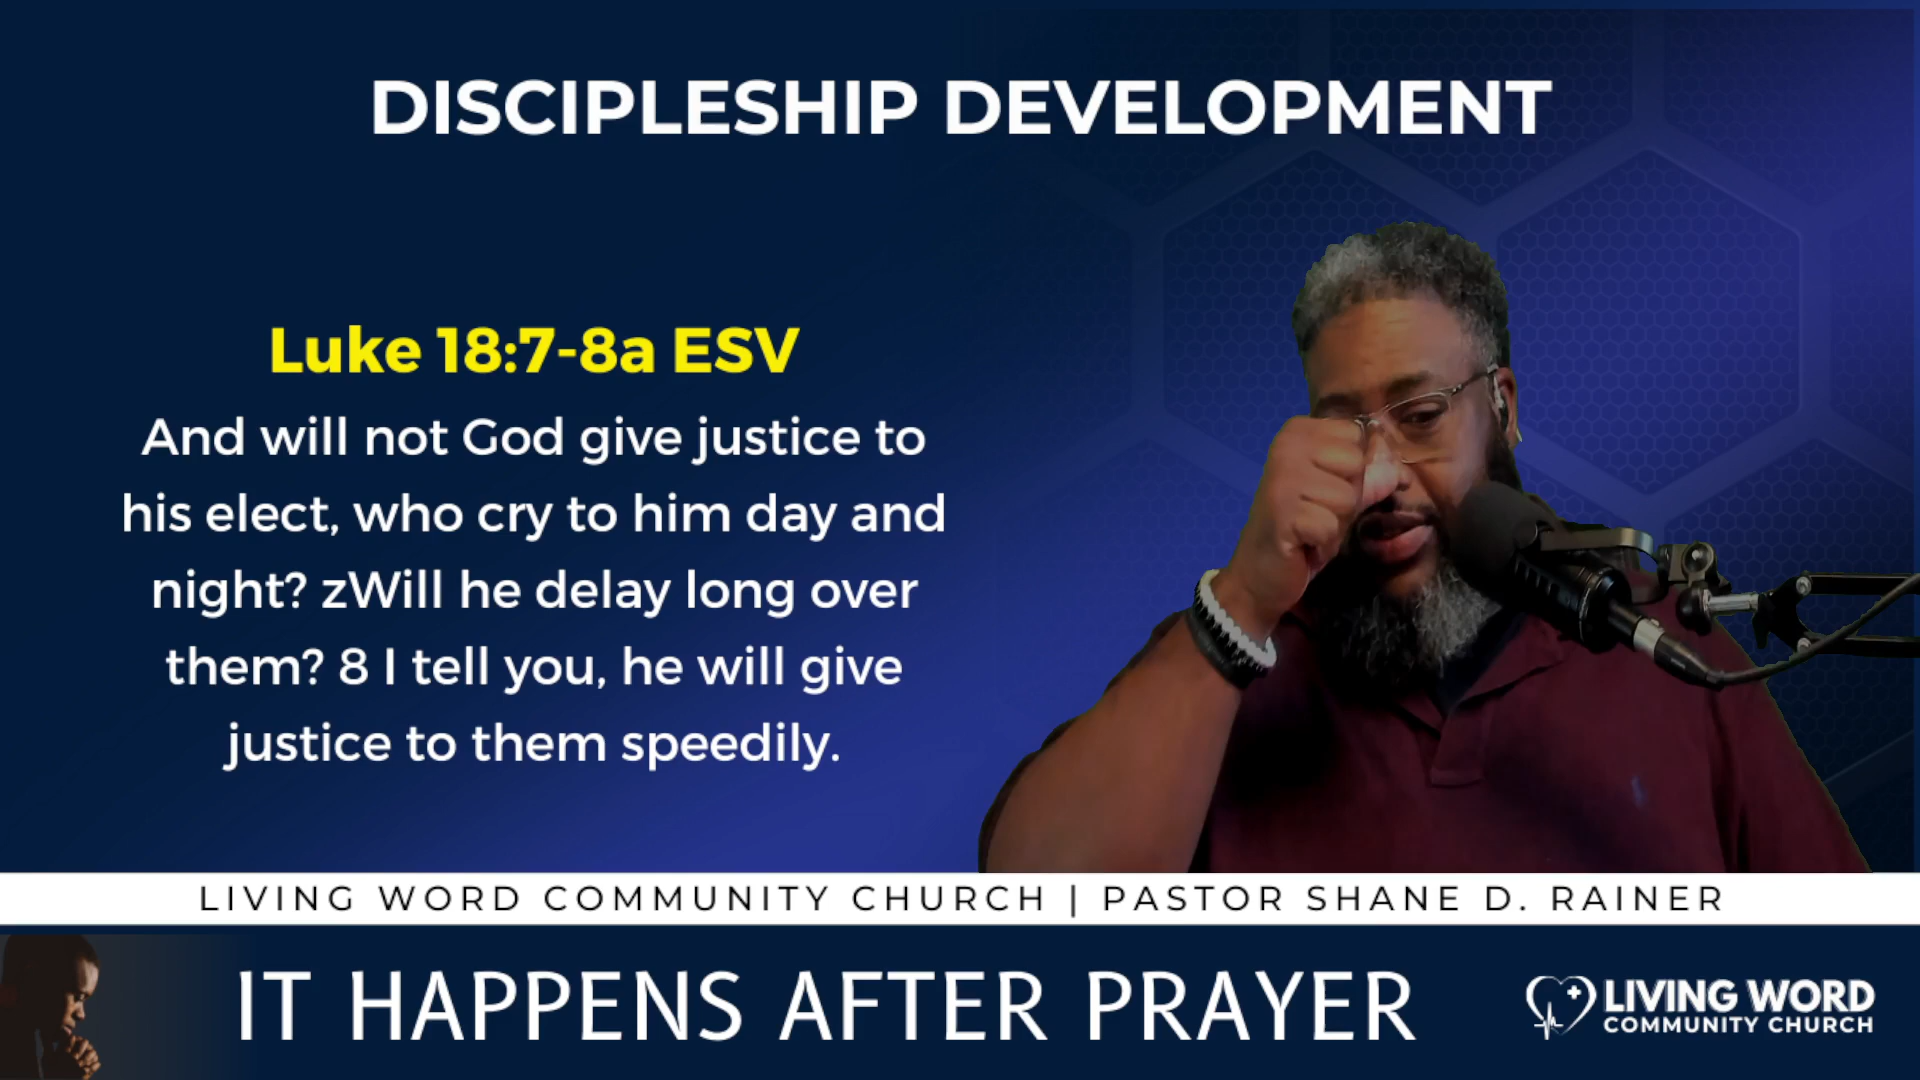 DISCIPLESHIP DEVELOPMENT
Luke 18:7-8a ESV
And will not God give justice to
his elect, who cry to him day and
night? zWill he delay long over
them? 8 I tell you, he will give
justice to them speedily.
LIVING WORD COMMUNITY CHURCH | PASTOR SHANE D. RAINER
IT HAPPENS AFTER PRAYER
LIVING WORD
COMMUNITY CHURCH